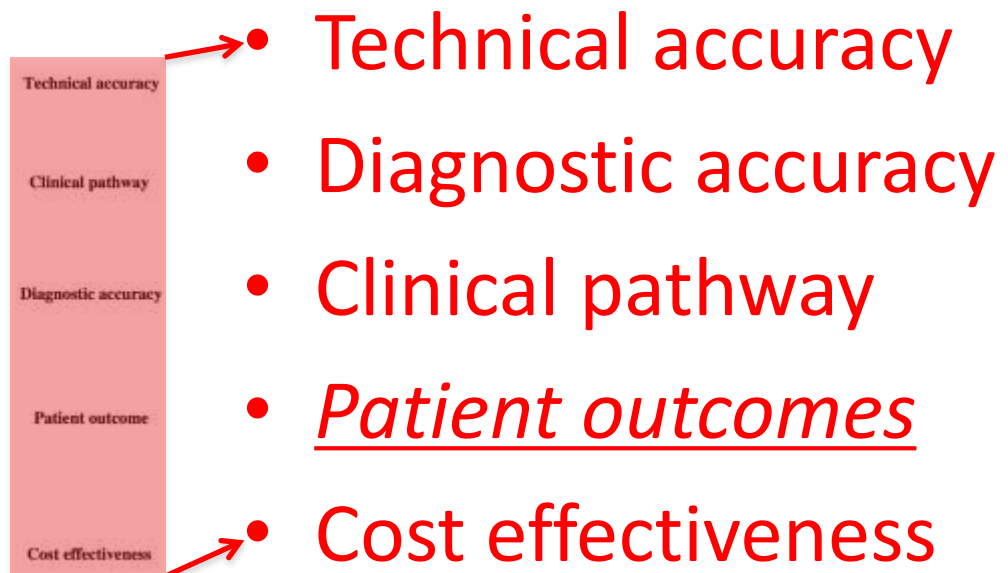 Technical accuracy
Clinical pathway
Diagnostic accuracy
Patient outcome
Cost effectiveness
• Technical accuracy
• Diagnostic accuracy
• Clinical pathway
• Patient outcomes
• Cost effectiveness